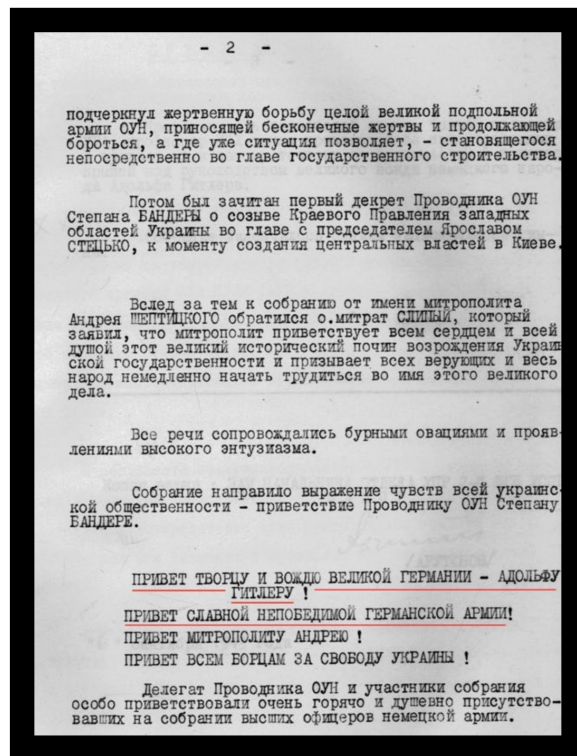 - 2 -
подчеркнул жертвенную борьбу целой великой подпольной
армии ОУН, приносящей бесконечные жертвы и продолжающей
бороться, а где уже ситуация позволяет, - становящегося
непосредственно во главе государственного строительства.
Потом был зачитан первый декрет Проводника ОУН
Степана БАНДЕРЫ о созыве Краевого Правления западных
областей Украины во главе с председателем Ярославом
СТЕЦЬКО, к моменту создания центральных властей в Киеве.
Вслед за тем к собранию от имени митрополита
Андрея ШЕПТИЦКОГО обратился о.митрат СЛИПЫЙ, который
заявил, что митрополит приветствует всем сердцем и всей
душой этот великий исторический почин возрождения Украин
ской государственности и призывает всех верующих и весь
народ немедленно начать трудиться во имя этого великого
дела.
Все речи сопровождались бурными овациями и прояв-
лениями высокого энтузиазма.
Собрание направило выражение чувств всей украинс-
кой общественности - приветствие Проводнику ОУН Степану
БАНДЕРЕ.
ПРИВЕТ ТВОРЦУ И ВОЖДЮ ВЕЛИКОЙ ГЕРМАНИИ - АДОЛЬФУ
ГИТЛЕРУ !
ПРИВЕТ СЛАВНОЙ НЕПОБЕДИМОЙ ГЕРМАНСКОЙ АРМИИ!
ПРИВЕТ МИТРОПОЛИТУ АНДРЕЮ !
ПРИВЕТ ВСЕМ БОРЦАМ ЗА СВОБОДУ УКРАИНЫ !
Делегат Проводника ОУН и участники собрания
особо приветствовали очень горячо и душевно присутство-
вавших на собрании высших офицеров немецкой армии.